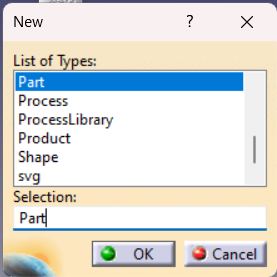 New
?
List of Types:
Part
Process
ProcessLibrary
Product
Shape
svg
Selection:
Part
OK
Cancel